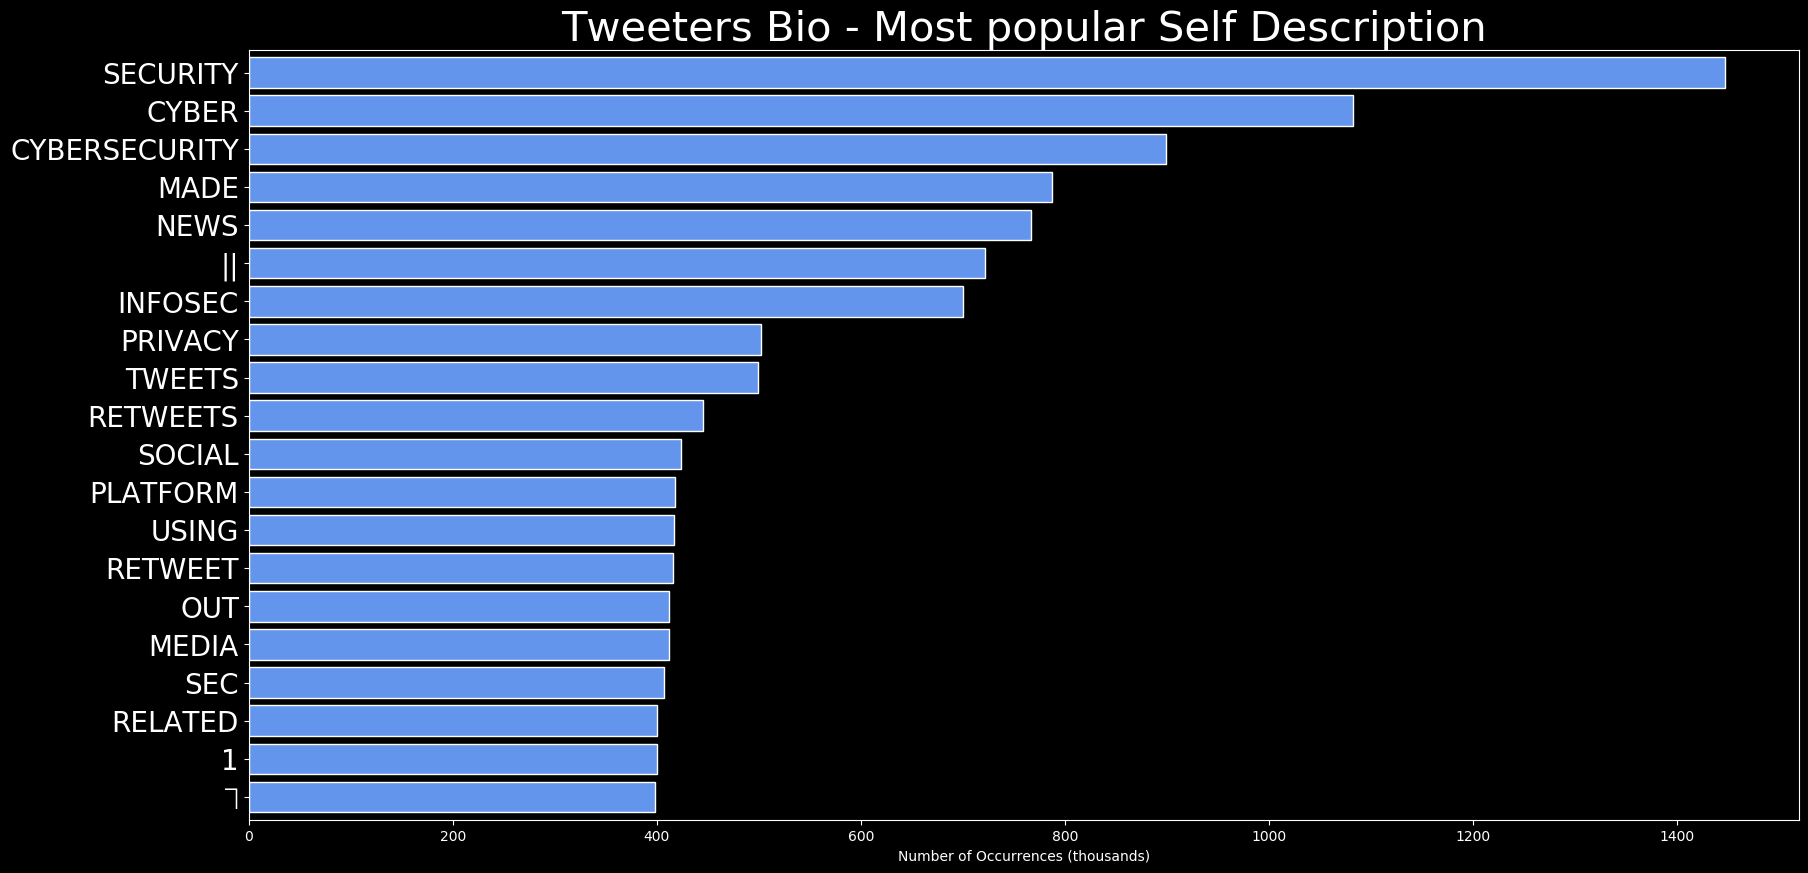 Tweeters Bio - Most popular Self Description
SECURITY
CYBER
CYBERSECURITY
MADE
NEWS
||
INFOSEC
PRIVACY
TWEETS
RETWEETS
SOCIAL
PLATFORM
USING
RETWEET
OUT
MEDIA
SEC
RELATED
1
┐
0 200 400 600 800 1000 1200 1400
Number of Occurrences (thousands)